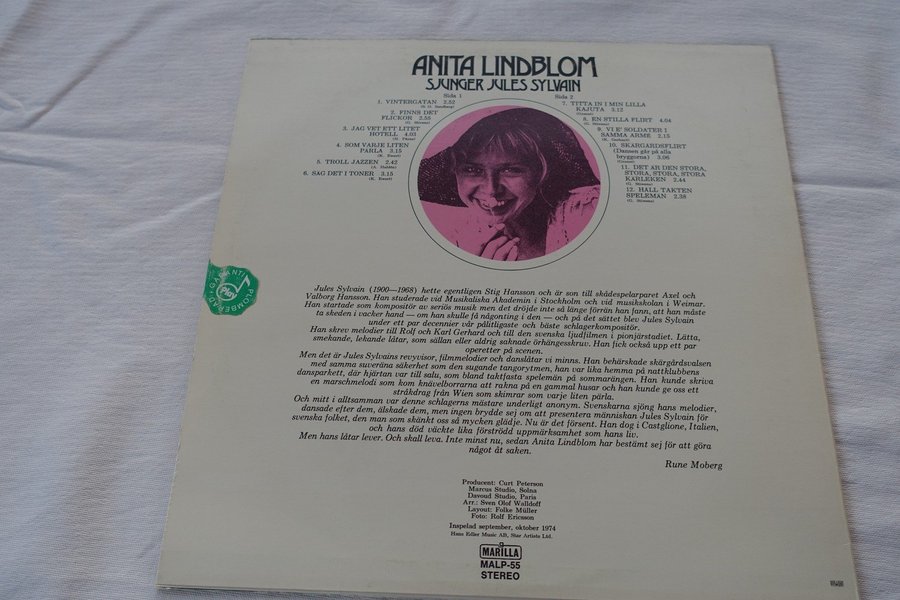 ANITA LINDBLOM
SJUNGER JULES SYLVAIN
Sida 1
1. VINTERGATAN 2.52
2. FINNS DET
FLICKOR 2.55
3. JAG VET ETT LITET
HOTELL 4.03
4. SOM VARJE LITEN
PÄRLA 3.15
5. TROLL JAZZEN 2.42
6. SÄG DET I TONER 3.15
Sida 2
7. TITTA IN I MIN LILLA
KAJUTA 3.12
8. EN STILLA FLIRT 4.04
9. VI E' SOLDATER I
SAMMA ARMÉ 2.15
10. SKÄRGÅRDSFLIRT
(Dansen går på alla
bryggorna) 3.06
11. DET ÄR DEN STORA,
STORA, STORA, STORA
KÄRLEKEN 2.44
12. HÅLL TAKTEN
SPELEMAN 2.38
GARANTI
PLOMBERAD
Play
Jules Sylvain (1900—1968) hette egentligen Stig Hansson och är son till skådespelarparet Axel och
Valborg Hansson. Han studerade vid Musikaliska Akademin i Stockholm och vid musikskolan i Weimar.
Han startade som kompositör av seriös musik men det dröjde inte så länge förrän han fann, att han måste
ta skeden i vacker hand — om han skulle få någonting i den — och på det sättet blev Jules Sylvain
under ett par decennier vår pålitligaste och bäste schlagerkompositör.
Han skrev melodier till Rolf och Karl Gerhard och till den svenska ljudfilmen i pionjärstadiet. Lätta,
smekande, lekande låtar, som sällan eller aldrig saknade örhängesskruv. Han fick också upp ett par
operetter på scenen.
Men det är Jules Sylvains revyvisor, filmmelodier och danslåtar vi minns. Han behärskade skärgårdsvalsen
med samma suveräna säkerhet som den sugande tangorytmen, han var lika hemma på nattklubbens
dansparkett, där hjärtan var till salu, som bland taktfasta spelemän på sommarängen. Han kunde skriva
en marschmelodi som kom knävelborrarna att rakna på en gammal husar och han kunde ge oss ett
stråkdrag från Wien som skimrar som varje liten pärla.
Och mitt i alltsamman var denne schlagerns mästare underligt anonym. Svenskarna sjöng hans melodier,
dansade efter dem, älskade dem, men ingen brydde sej om att presentera människan Jules Sylvain för
svenska folket, den man som skänkt oss så mycken glädje. Nu är det försent. Han dog i Castglione, Italien,
och hans död väckte lika förströdd uppmärksamhet som hans liv.
Men hans låtar lever. Och skall leva. Inte minst nu, sedan Anita Lindblom har bestämt sej för att göra
något åt saken.
Rune Moberg
Producent: Curt Peterson
Marcus Studio, Solna
Davoud Studio, Paris
Arr.: Sven Olof Walldoff
Layout: Folke Müller
Foto: Rolf Ericsson
Inspelad september, oktober 1974
Hans Edler Music AB, Star Artists Ltd.
MARILLA
MALP-55
STEREO